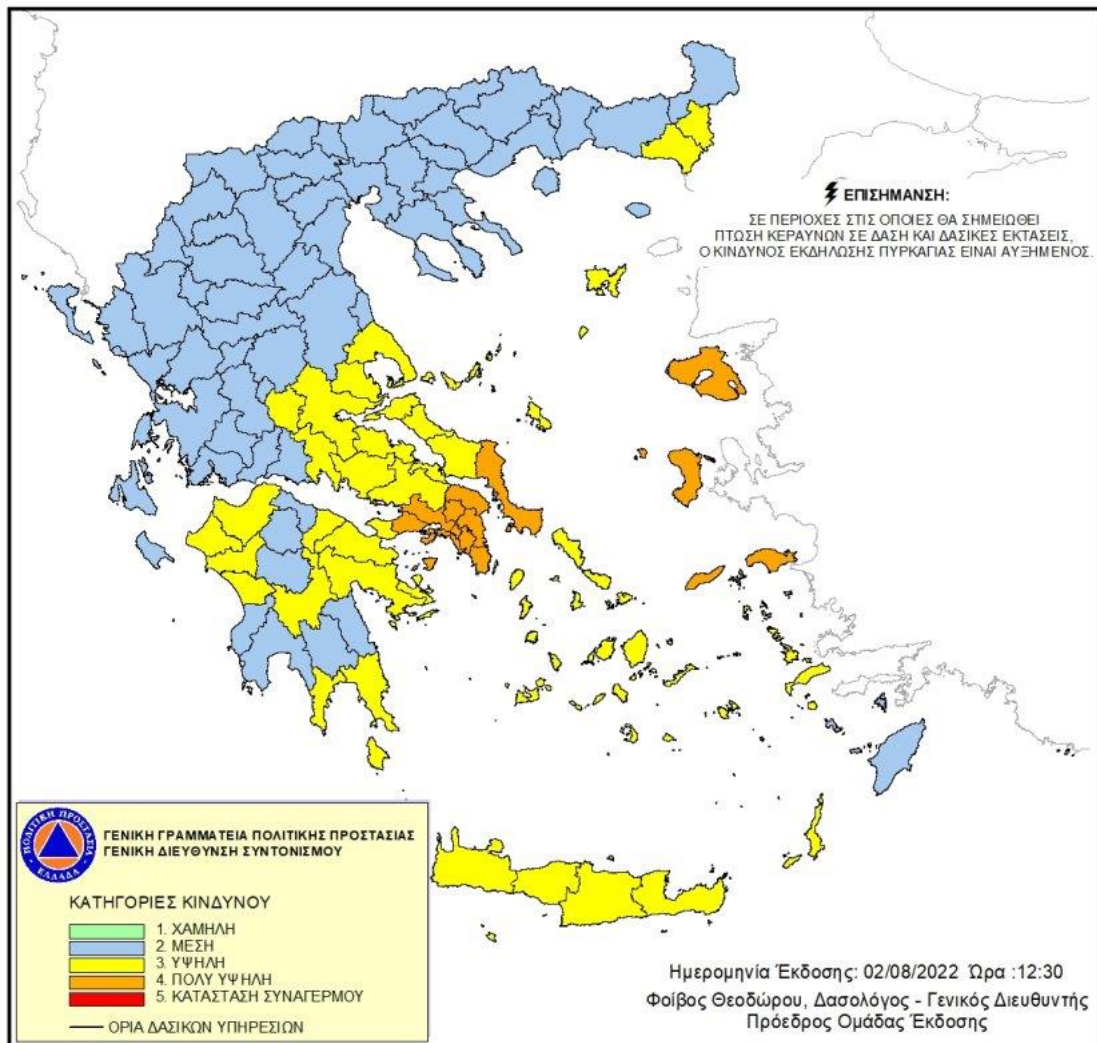 ΕΠΙΣΗΜΑΝΣΗ:
ΣΕ ΠΕΡΙΟΧΕΣ ΣΤΙΣ ΟΠΟΙΕΣ ΘΑ ΣΗΜΕΙΩΘΕΙ
ΠΤΩΣΗ ΚΕΡΑΥΝΩΝ ΣΕ ΔΑΣΗ ΚΑΙ ΔΑΣΙΚΕΣ ΕΚΤΑΣΕΙΣ,
Ο ΚΙΝΔΥΝΟΣ ΕΚΔΗΛΩΣΗΣ ΠΥΡΚΑΓΙΑΣ ΕΙΝΑΙ ΑΥΞΗΜΕΝΟΣ.
ΠΟΛΙΤΙΚΗ ΠΡΟΣΤΑΣΙΑ
ΕΛΛΑΔΑ
ΓΕΝΙΚΗ ΓΡΑΜΜΑΤΕΙΑ ΠΟΛΙΤΙΚΗΣ ΠΡΟΣΤΑΣΙΑΣ
ΓΕΝΙΚΗ ΔΙΕΥΘΥΝΣΗ ΣΥΝΤΟΝΙΣΜΟΥ
ΚΑΤΗΓΟΡΙΕΣ ΚΙΝΔΥΝΟΥ
1. ΧΑΜΗΛΗ
2. ΜΕΣΗ
3. ΥΨΗΛΗ
4. ΠΟΛΥ ΥΨΗΛΗ
5. ΚΑΤΑΣΤΑΣΗ ΣΥΝΑΓΕΡΜΟΥ
ΟΡΙΑ ΔΑΣΙΚΩΝ ΥΠΗΡΕΣΙΩΝ
Ημερομηνία Έκδοσης: 02/08/2022 Ώρα :12:30
Φοίβος Θεοδώρου, Δασολόγος - Γενικός Διευθυντής
Πρόεδρος Ομάδας Έκδοσης